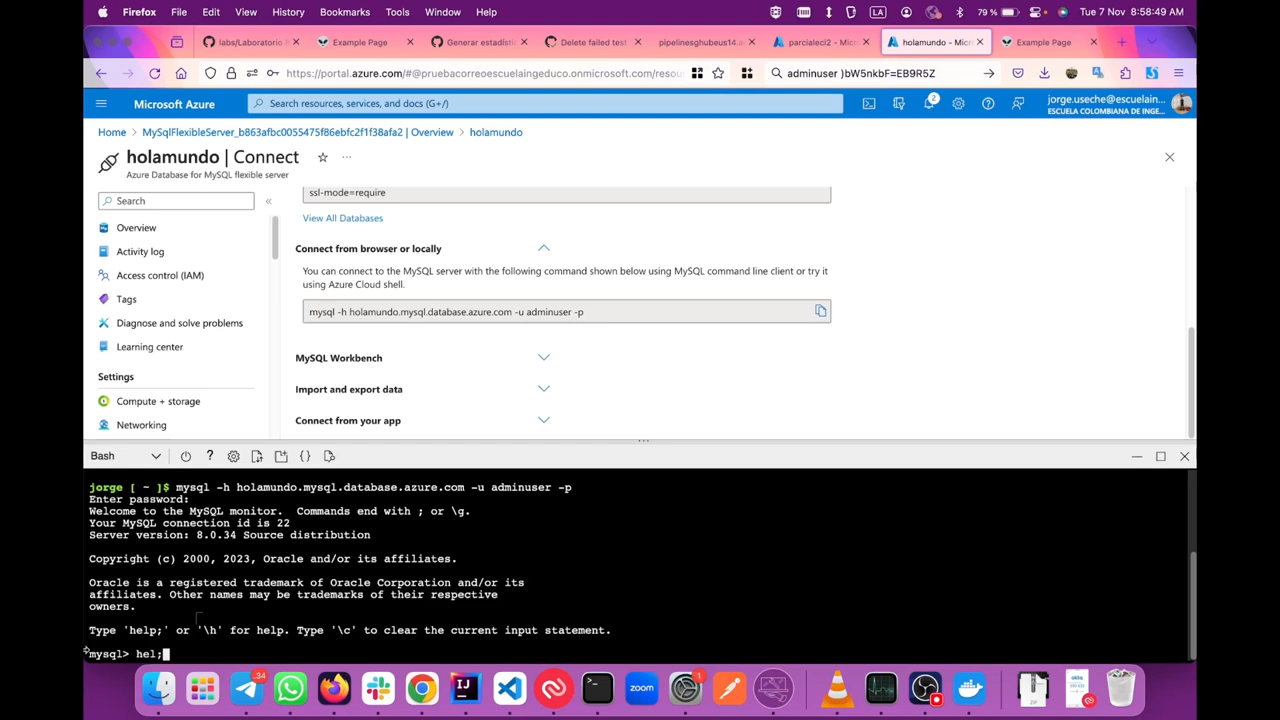 Firefox File Edit View History Bookmarks Tools Window Help LA 79 % Tue 7 Nov 8:58:49 AM
labs/Laboratorio Example Page Generar estadíst Delete failed test pipelinesghubeus14.a parcialeci2 - Micros holamundo - Micr Example Page
https://portal.azure.com/#@pruebacorreoescuelaingeduco.onmicrosoft.com/resou adminuser )bW5nkbF=EB9R5Z
Microsoft Azure Search resources, services, and docs (G+/) 2 jorge.useche@escuelain...
ESCUELA COLOMBIANA DE INGE...
Home MySqlFlexibleServer_b863afbc0055475f86ebfc2f1f38afa2 | Overview holamundo
holamundo | Connect
Azure Database for MySQL flexible server
Search
Overview
Activity log
Access control (IAM)
Tags
Diagnose and solve problems
Learning center
Settings
Compute + storage
Networking
ssl-mode=require
View All Databases
Connect from browser or locally
You can connect to the MySQL server with the following command shown below using MySQL command line client or try it
using Azure Cloud shell.
mysql -h holamundo.mysql.database.azure.com -u adminuser -p
MySQL Workbench
Import and export data
Connect from your app
Bash
jorge [ ~ ]$ mysql -h holamundo.mysql.database.azure.com -u adminuser -p
Enter password:
Welcome to the MySQL monitor.  Commands end with ; or \g.
Your MySQL connection id is 22
Server version: 8.0.34 Source distribution
Copyright (c) 2000, 2023, Oracle and/or its affiliates.
Oracle is a registered trademark of Oracle Corporation and/or its
affiliates. Other names may be trademarks of their respective
owners.
Type 'help;' or '\h' for help. Type '\c' to clear the current input statement.
mysql> hel;
34 1 zoom ZIP okta